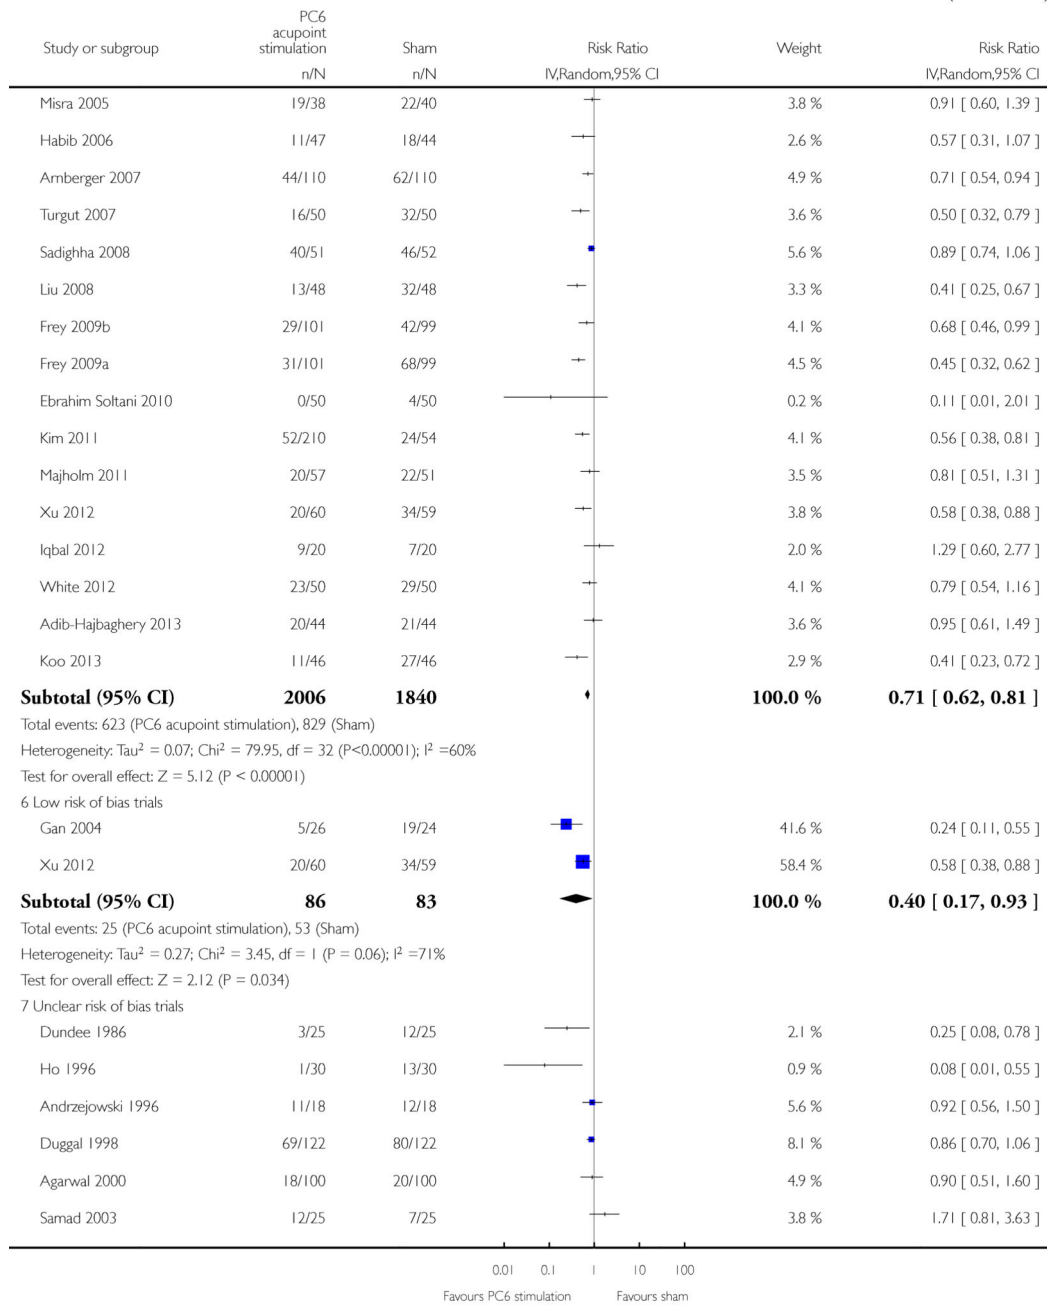 PC6
acupoint
Study or subgroup stimulation Sham Risk Ratio Weight Risk Ratio
n/N n/N IV,Random,95% CI IV,Random,95% CI
Misra 2005 19/38 22/40 3.8 % 0.91 [ 0.60, 1.39 ]
Habib 2006 11/47 18/44 2.6 % 0.57 [ 0.31, 1.07 ]
Arnberger 2007 44/110 62/110 4.9 % 0.71 [ 0.54, 0.94 ]
Turgut 2007 16/50 32/50 3.6 % 0.50 [ 0.32, 0.79 ]
Sadighha 2008 40/51 46/52 5.6 % 0.89 [ 0.74, 1.06 ]
Liu 2008 13/48 32/48 3.3 % 0.41 [ 0.25, 0.67 ]
Frey 2009b 29/101 42/99 4.1 % 0.68 [ 0.46, 0.99 ]
Frey 2009a 31/101 68/99 4.5 % 0.45 [ 0.32, 0.62 ]
Ebrahim Soltani 2010 0/50 4/50 0.2 % 0.11 [ 0.01, 2.01 ]
Kim 2011 52/210 24/54 4.1 % 0.56 [ 0.38, 0.81 ]
Majholm 2011 20/57 22/51 3.5 % 0.81 [ 0.51, 1.31 ]
Xu 2012 20/60 34/59 3.8 % 0.58 [ 0.38, 0.88 ]
Iqbal 2012 9/20 7/20 2.0 % 1.29 [ 0.60, 2.77 ]
White 2012 23/50 29/50 4.1 % 0.79 [ 0.54, 1.16 ]
Adib-Hajbaghery 2013 20/44 21/44 3.6 % 0.95 [ 0.61, 1.49 ]
Koo 2013 11/46 27/46 2.9 % 0.41 [ 0.23, 0.72 ]
Subtotal (95% CI) 2006 1840 100.0 % 0.71 [ 0.62, 0.81 ]
Total events: 623 (PC6 acupoint stimulation), 829 (Sham)
Heterogeneity: Tau² = 0.07; Chi² = 79.95, df = 32 (P<0.00001); I² =60%
Test for overall effect: Z = 5.12 (P < 0.00001)
6 Low risk of bias trials
Gan 2004 5/26 19/24 41.6 % 0.24 [ 0.11, 0.55 ]
Xu 2012 20/60 34/59 58.4 % 0.58 [ 0.38, 0.88 ]
Subtotal (95% CI) 86 83 100.0 % 0.40 [ 0.17, 0.93 ]
Total events: 25 (PC6 acupoint stimulation), 53 (Sham)
Heterogeneity: Tau² = 0.27; Chi² = 3.45, df = 1 (P = 0.06); I² =71%
Test for overall effect: Z = 2.12 (P = 0.034)
7 Unclear risk of bias trials
Dundee 1986 3/25 12/25 2.1 % 0.25 [ 0.08, 0.78 ]
Ho 1996 1/30 13/30 0.9 % 0.08 [ 0.01, 0.55 ]
Andrzejowski 1996 11/18 12/18 5.6 % 0.92 [ 0.56, 1.50 ]
Duggal 1998 69/122 80/122 8.1 % 0.86 [ 0.70, 1.06 ]
Agarwal 2000 18/100 20/100 4.9 % 0.90 [ 0.51, 1.60 ]
Samad 2003 12/25 7/25 3.8 % 1.71 [ 0.81, 3.63 ]
0.01 0.1 1 10 100
Favours PC6 stimulation Favours sham